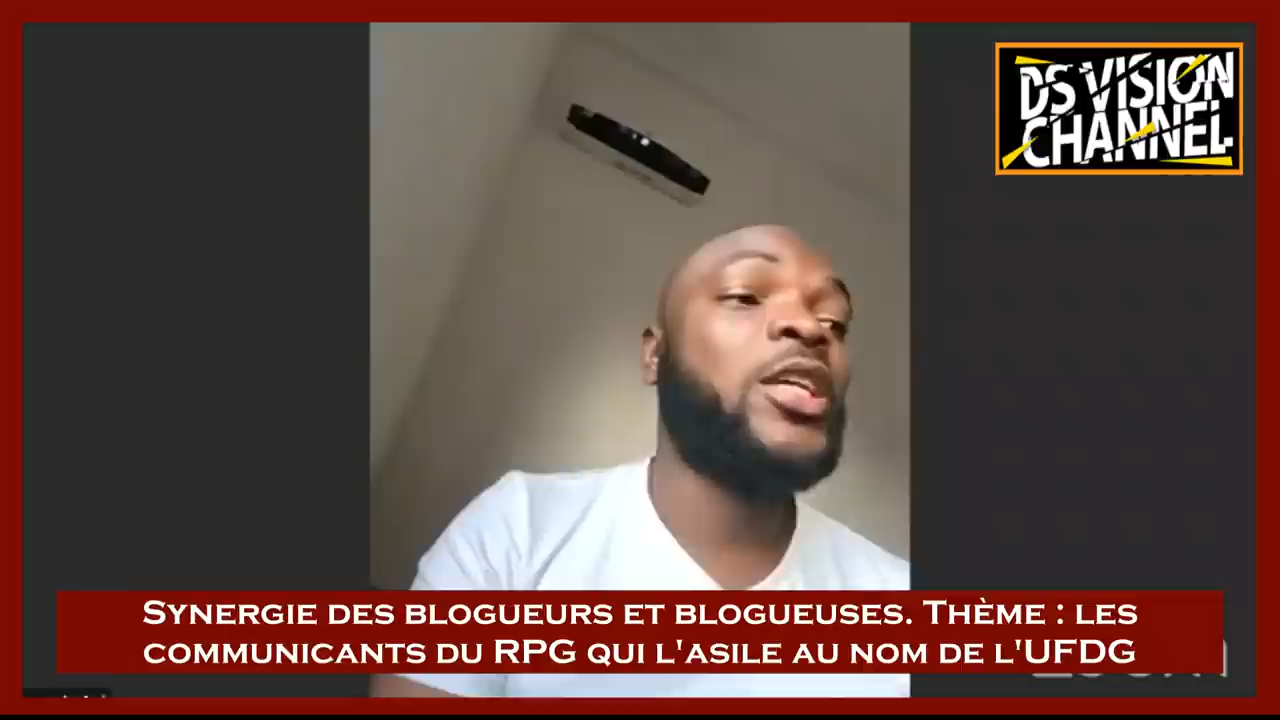 DS VISION
CHANNEL
SYNERGIE DES BLOGUEURS ET BLOGUEUSES. THÈME : LES
COMMUNICANTS DU RPG QUI L'ASILE AU NOM DE L'UFDG